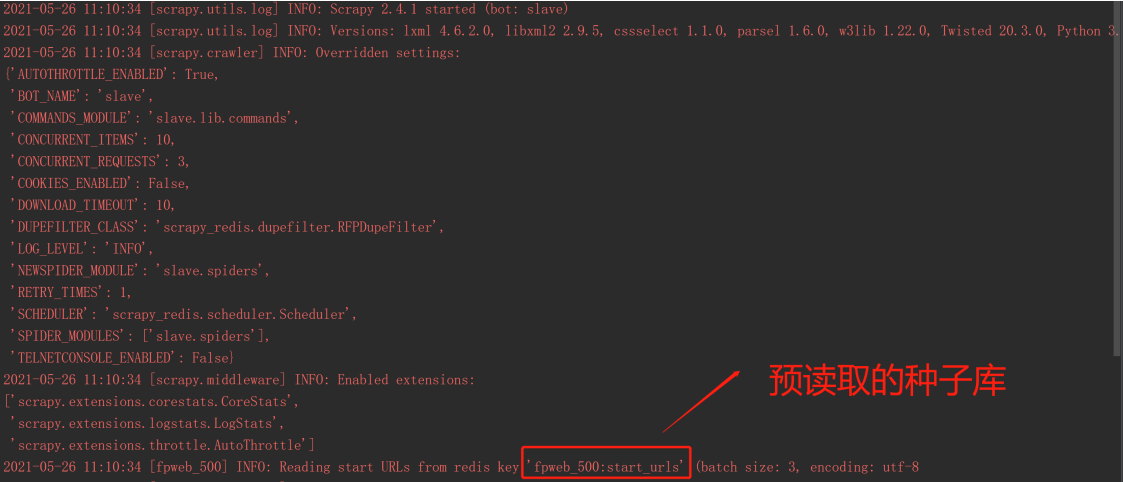 2021-05-26 11:10:34 [scrapy.utils.log] INFO: Scrapy 2.4.1 started (bot: slave)
2021-05-26 11:10:34 [scrapy.utils.log] INFO: Versions: lxml 4.6.2.0, libxml2 2.9.5, cssselect 1.1.0, parsel 1.6.0, w3lib 1.22.0, Twisted 20.3.0, Python 3.
2021-05-26 11:10:34 [scrapy.crawler] INFO: Overridden settings:
{'AUTOTHROTTLE_ENABLED': True,
'BOT_NAME': 'slave',
'COMMANDS_MODULE': 'slave.lib.commands',
'CONCURRENT_ITEMS': 10,
'CONCURRENT_REQUESTS': 3,
'COOKIES_ENABLED': False,
'DOWNLOAD_TIMEOUT': 10,
'DUPEFILTER_CLASS': 'scrapy_redis.dupefilter.RFPDupeFilter',
'LOG_LEVEL': 'INFO',
'NEWSPIDER_MODULE': 'slave.spiders',
'RETRY_TIMES': 1,
'SCHEDULER': 'scrapy_redis.scheduler.Scheduler',
'SPIDER_MODULES': ['slave.spiders'],
'TELNETCONSOLE_ENABLED': False}
2021-05-26 11:10:34 [scrapy.middleware] INFO: Enabled extensions:
预读取的种子库
['scrapy.extensions.corestats.CoreStats',
'scrapy.extensions.logstats.LogStats',
'scrapy.extensions.throttle.AutoThrottle']
2021-05-26 11:10:34 [fpweb_500] INFO: Reading start URLs from redis key 'fpweb_500:start_urls' (batch size: 3, encoding: utf-8